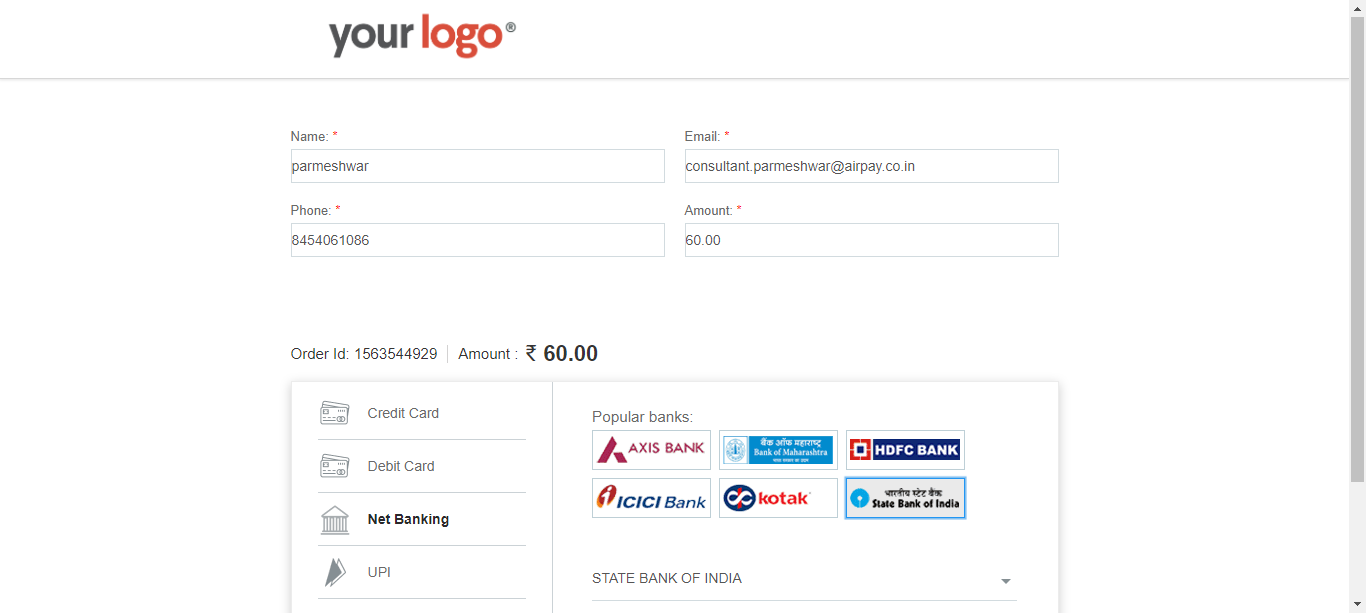 your logo®
Name: *
Email: *
parmeshwar
consultant.parmeshwar@airpay.co.in
Phone: *
Amount: *
8454061086
60.00
Order Id: 1563544929
Amount : ₹ 60.00
Credit Card
Debit Card
Net Banking
UPI
Popular banks:
AXIS BANK
बैंक ऑफ महाराष्ट्र
Bank of Maharashtra
HDFC BANK
ICICI Bank
kotak
भारतीय स्टेट बैंक
State Bank of India
STATE BANK OF INDIA